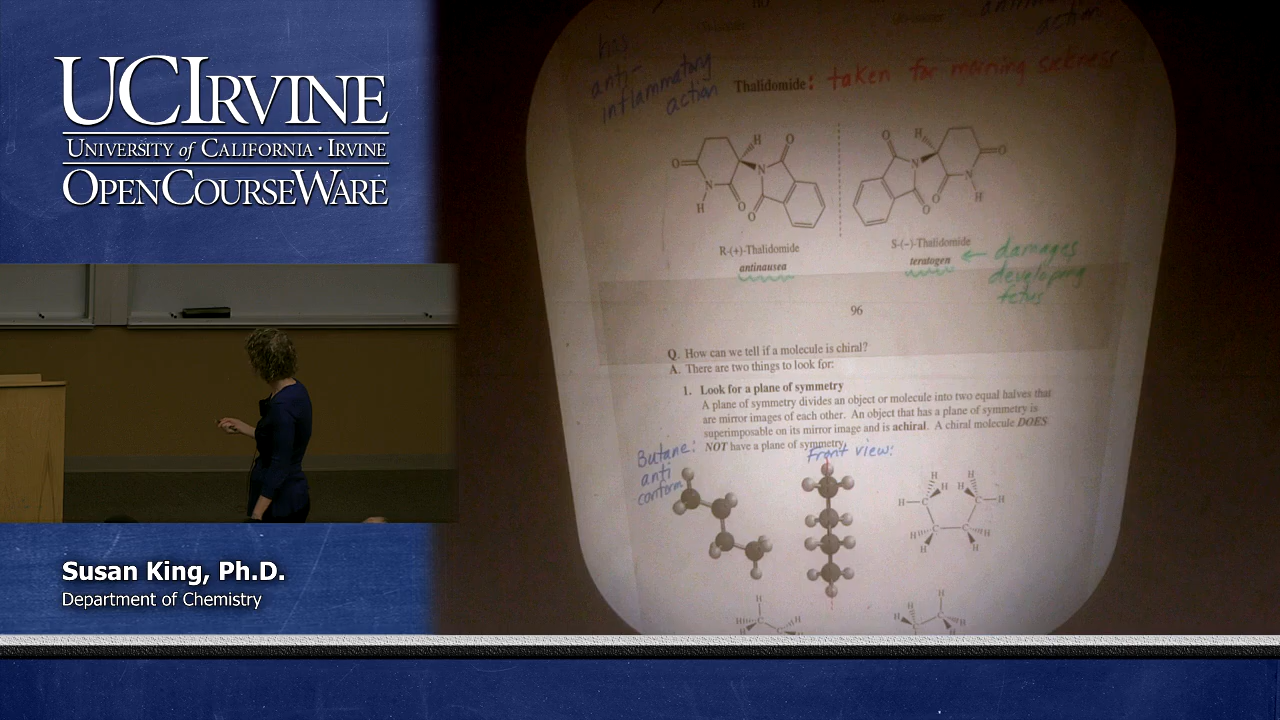 UCIRVINE
UNIVERSITY of CALIFORNIA · IRVINE
OPENCOURSEWARE
Susan King, Ph.D.
Department of Chemistry
has
anti-
inflammatory
action
action
Thalidomide: taken for morning sickness
H O O N O N H O
O H N O O N H O
R-(+)-Thalidomide
antinausea
S-(−)-Thalidomide
teratogen ← damages
developing
fetus
96
Q. How can we tell if a molecule is chiral?
A. There are two things to look for:
1. Look for a plane of symmetry
A plane of symmetry divides an object or molecule into two equal halves that
are mirror images of each other. An object that has a plane of symmetry is
superimposable on its mirror image and is achiral. A chiral molecule DOES
NOT have a plane of symmetry.
Butane:
anti
conform
Front view:
H H H H
H C C H
H C C H
H H
H H
H C H H C H
H C C H